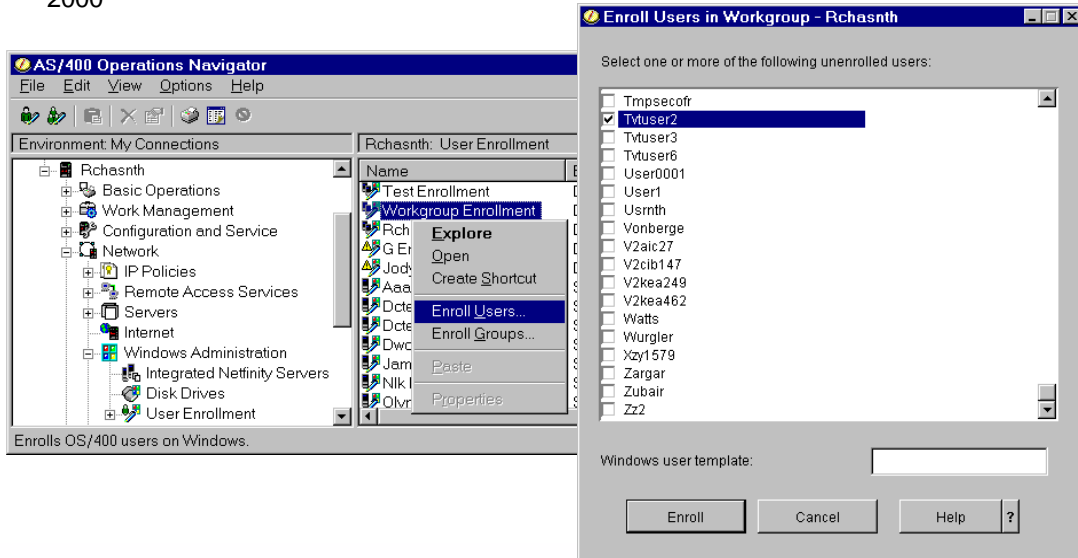 2000
AS/400 Operations Navigator
File Edit View Options Help
Environment: My Connections
Rchasnth: User Enrollment
Rchasnth
Basic Operations
Work Management
Configuration and Service
Network
IP Policies
Remote Access Services
Servers
Internet
Windows Administration
Integrated Netfinity Servers
Disk Drives
User Enrollment
Name
Test Enrollment
Workgroup Enrollment
Rch
G Er
Jody
Aaa
Dcte
Dcte
Dwc
Jam
Nlk I
Olvr
Explore
Open
Create Shortcut
Enroll Users...
Enroll Groups...
Paste
Properties
Enrolls OS/400 users on Windows.
Enroll Users in Workgroup - Rchasnth
Select one or more of the following unenrolled users:
Tmpsecofr
Tvtuser2
Tvtuser3
Tvtuser6
User0001
User1
Usrnth
Vonberge
V2aic27
V2cib147
V2kea249
V2kea462
Watts
Wurgler
Xzy1579
Zargar
Zubair
Zz2
Windows user template:
Enroll Cancel Help ?